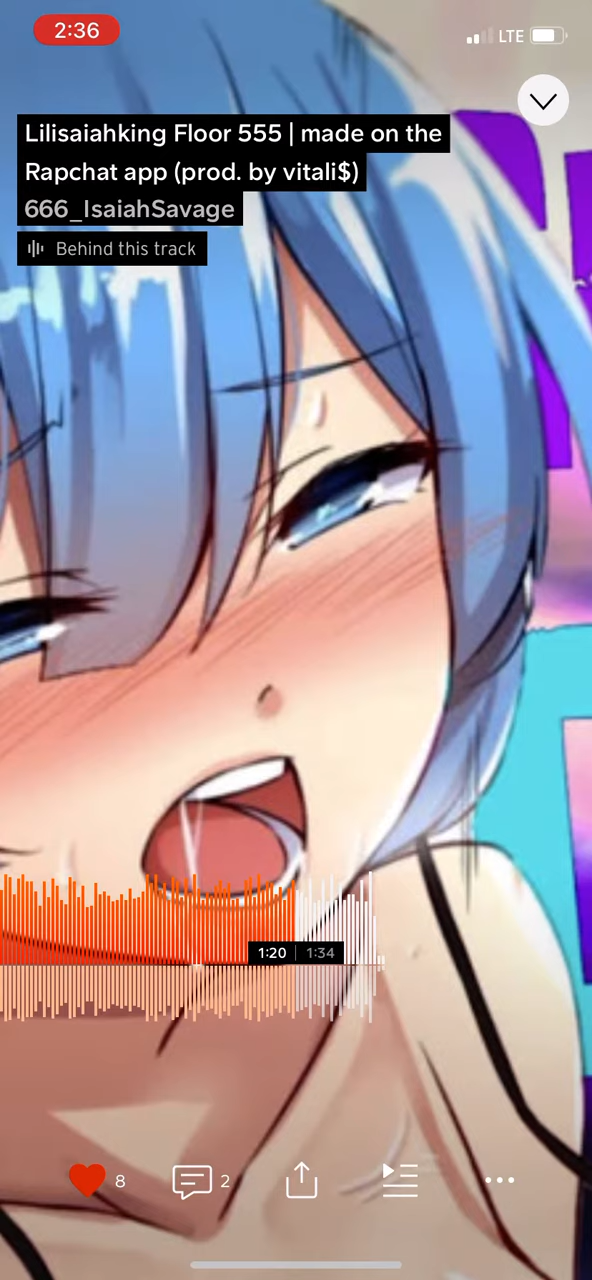 2:36
LTE
Lilisaiahking Floor 555 | made on the
Rapchat app (prod. by vitali$)
666_IsaiahSavage
Behind this track
1:20 | 1:34
8
2